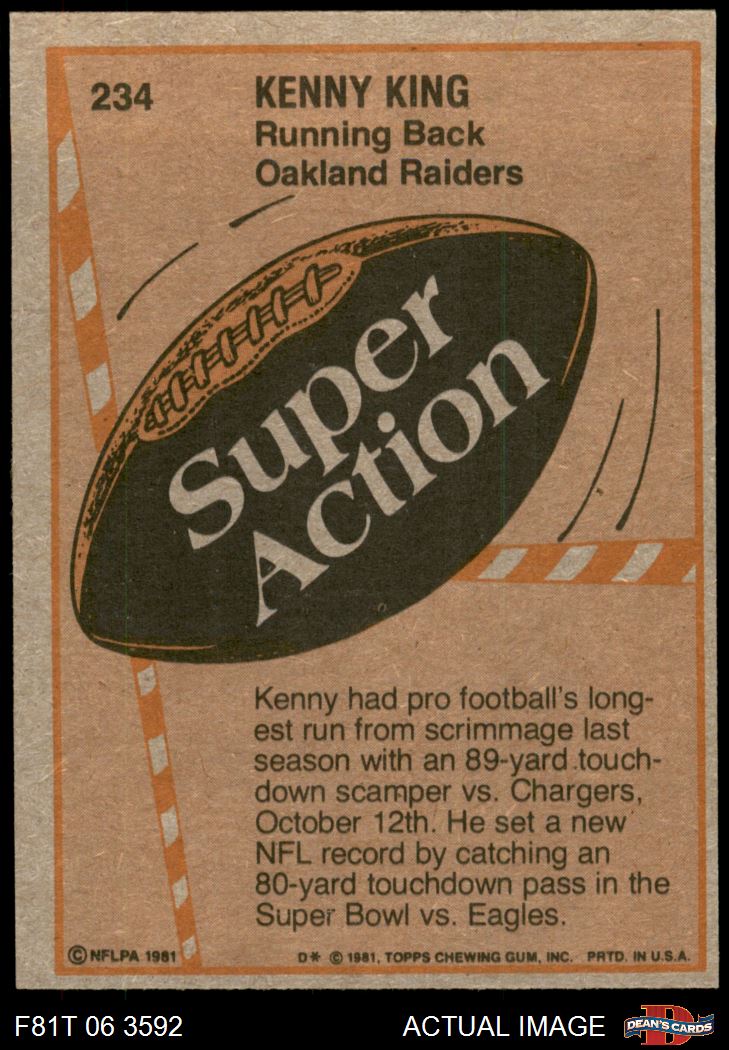 234
KENNY KING
Running Back
Oakland Raiders
Super
Action
Kenny had pro football's long-
est run from scrimmage last
season with an 89-yard touch-
down scamper vs. Chargers,
October 12th. He set a new
NFL record by catching an
80-yard touchdown pass in the
Super Bowl vs. Eagles.
© NFLPA 1981
D* © 1981, TOPPS CHEWING GUM, INC. PRTD. IN U.S.A.
F81T 06 3592
ACTUAL IMAGE
D
DEAN'S CARDS